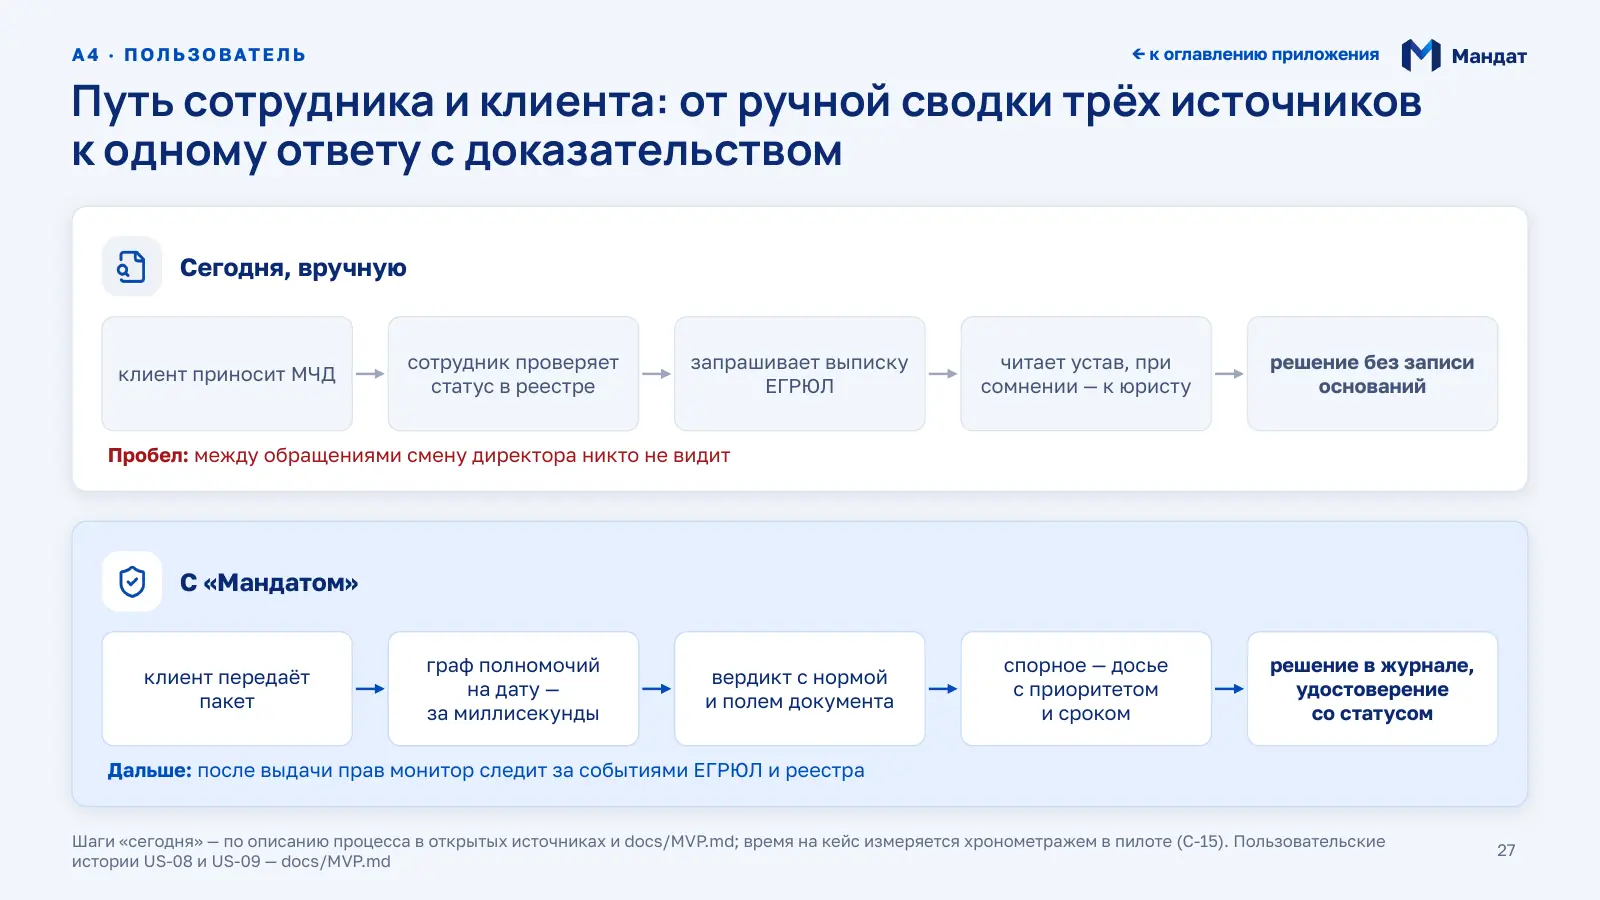 А4 · ПОЛЬЗОВАТЕЛЬ
← к оглавлению приложения
Мандат
Путь сотрудника и клиента: от ручной сводки трёх источников
к одному ответу с доказательством
Сегодня, вручную
клиент приносит МЧД
сотрудник проверяет
статус в реестре
запрашивает выписку
ЕГРЮЛ
читает устав, при
сомнении — к юристу
решение без записи
оснований
Пробел: между обращениями смену директора никто не видит
С «Мандатом»
клиент передаёт
пакет
граф полномочий
на дату —
за миллисекунды
вердикт с нормой
и полем документа
спорное — досье
с приоритетом
и сроком
решение в журнале,
удостоверение
со статусом
Дальше: после выдачи прав монитор следит за событиями ЕГРЮЛ и реестра
Шаги «сегодня» — по описанию процесса в открытых источниках и docs/MVP.md; время на кейс измеряется хронометражем в пилоте (С-15). Пользовательские
истории US-08 и US-09 — docs/MVP.md
27